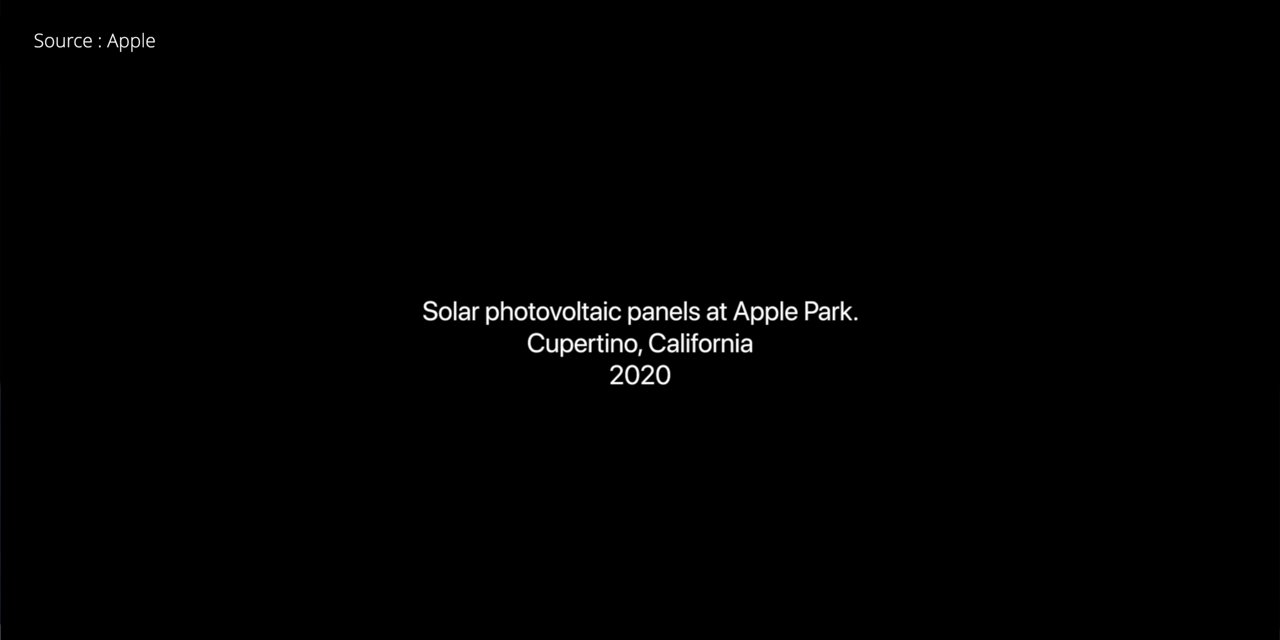 Source : Apple
Solar photovoltaic panels at Apple Park.
Cupertino, California
2020